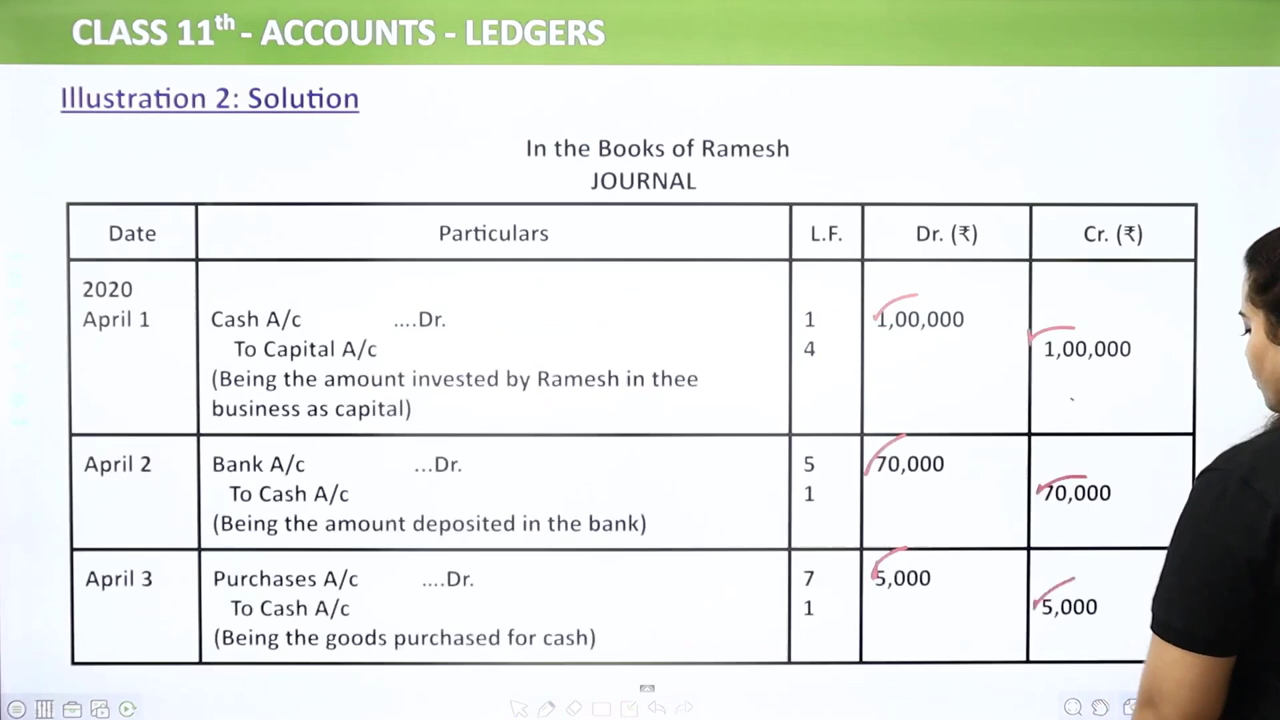 CLASS 11th - ACCOUNTS - LEDGERS
Illustration 2: Solution
In the Books of Ramesh
JOURNAL
Date Particulars L.F. Dr. (₹) Cr. (₹)
2020
April 1 Cash A/c ....Dr. 1 1,00,000
To Capital A/c 4 1,00,000
(Being the amount invested by Ramesh in thee
business as capital)
April 2 Bank A/c ...Dr. 5 70,000
To Cash A/c 1 70,000
(Being the amount deposited in the bank)
April 3 Purchases A/c ....Dr. 7 5,000
To Cash A/c 1 5,000
(Being the goods purchased for cash)